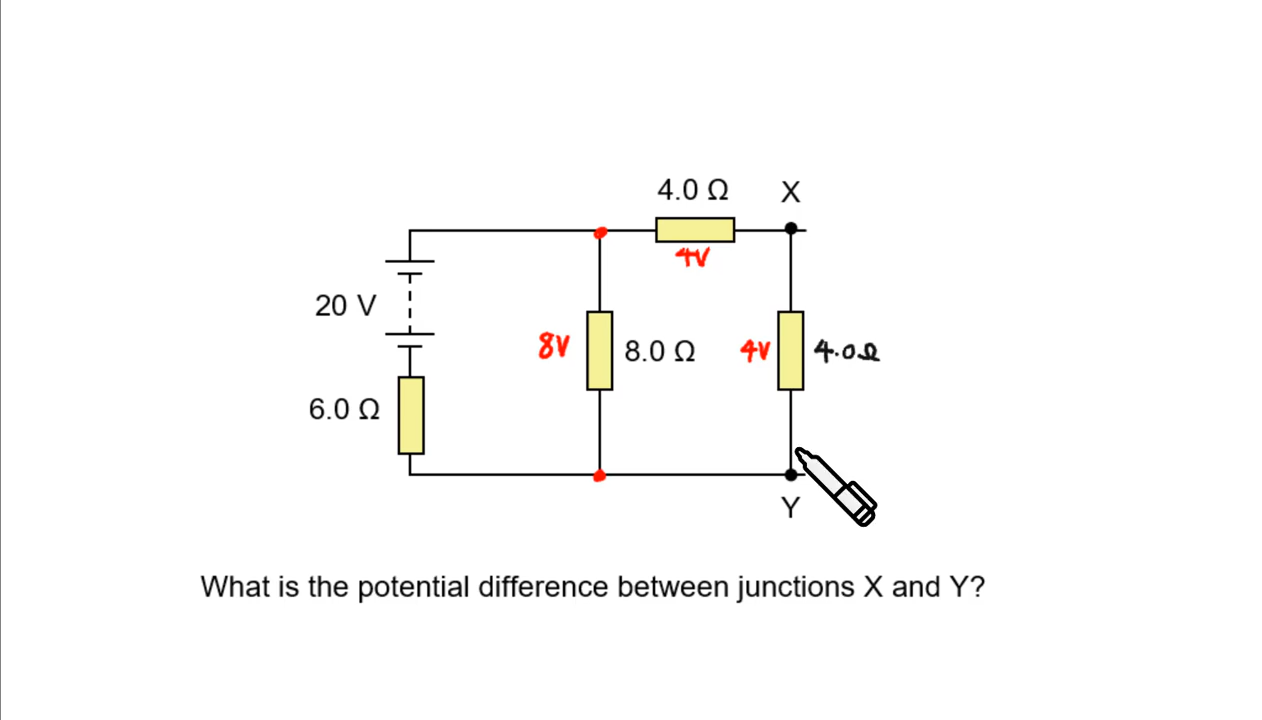 4.0 Ω
X
4V
20 V
8V
8.0 Ω
4V
4.0Ω
6.0 Ω
Y
What is the potential difference between junctions X and Y?